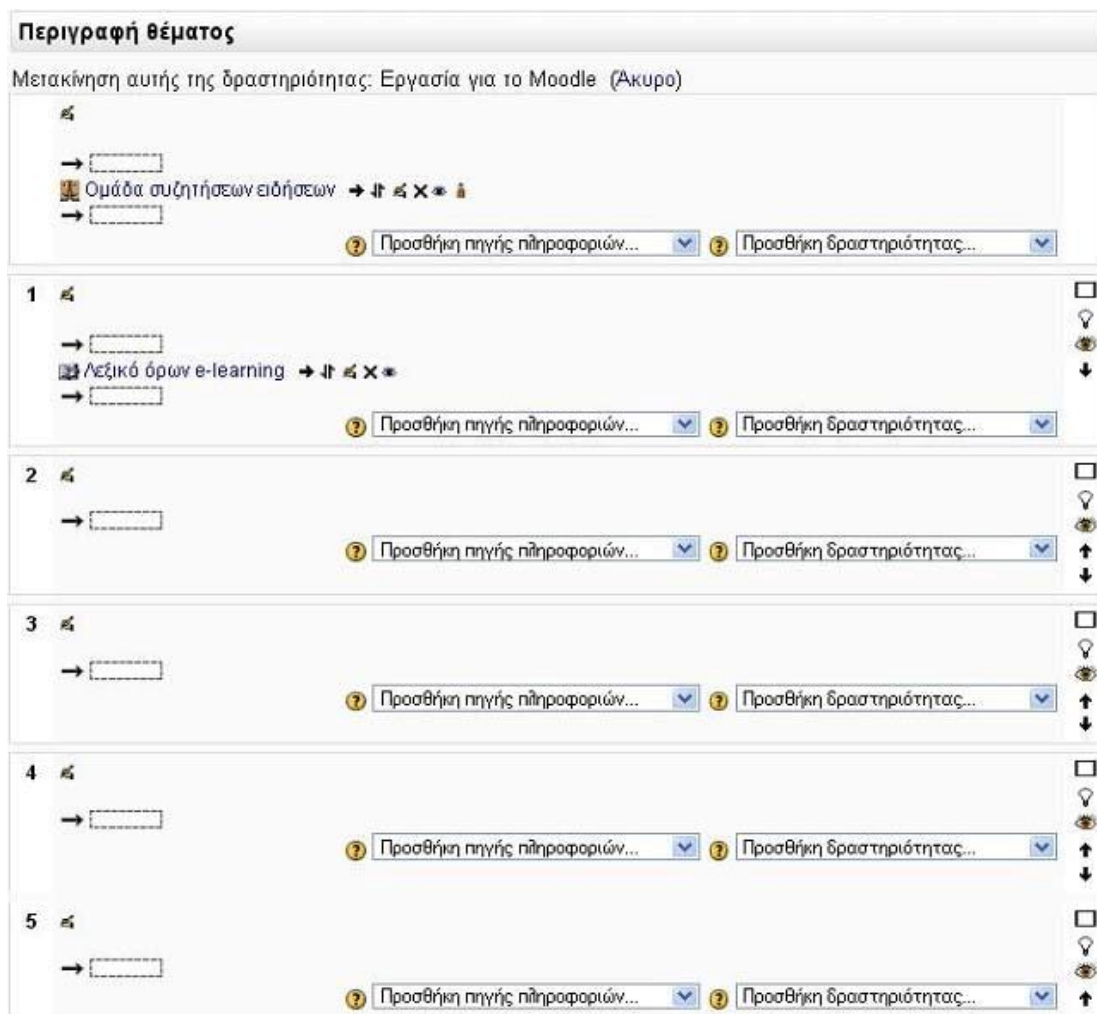 Περιγραφή θέματος
Μετακίνηση αυτής της δραστηριότητας: Εργασία για το Moodle (Άκυρο)
Ομάδα συζητήσεων ειδήσεων
Προσθήκη πηγής πληροφοριών... Προσθήκη δραστηριότητας...
1
Λεξικό όρων e-learning
Προσθήκη πηγής πληροφοριών... Προσθήκη δραστηριότητας...
2
Προσθήκη πηγής πληροφοριών... Προσθήκη δραστηριότητας...
3
Προσθήκη πηγής πληροφοριών... Προσθήκη δραστηριότητας...
4
Προσθήκη πηγής πληροφοριών... Προσθήκη δραστηριότητας...
5
Προσθήκη πηγής πληροφοριών... Προσθήκη δραστηριότητας...